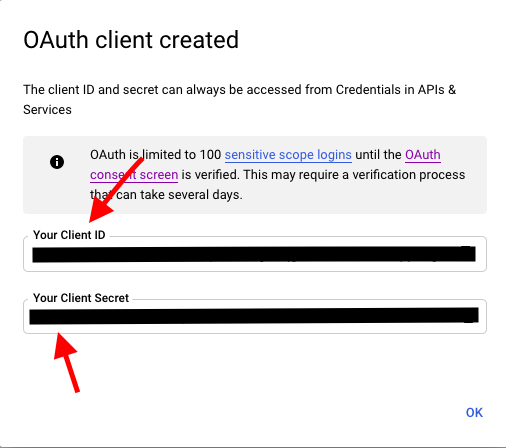 OAuth client created
The client ID and secret can always be accessed from Credentials in APIs &
Services
OAuth is limited to 100 sensitive scope logins until the OAuth
consent screen is verified. This may require a verification process
that can take several days.
Your Client ID
Your Client Secret
OK